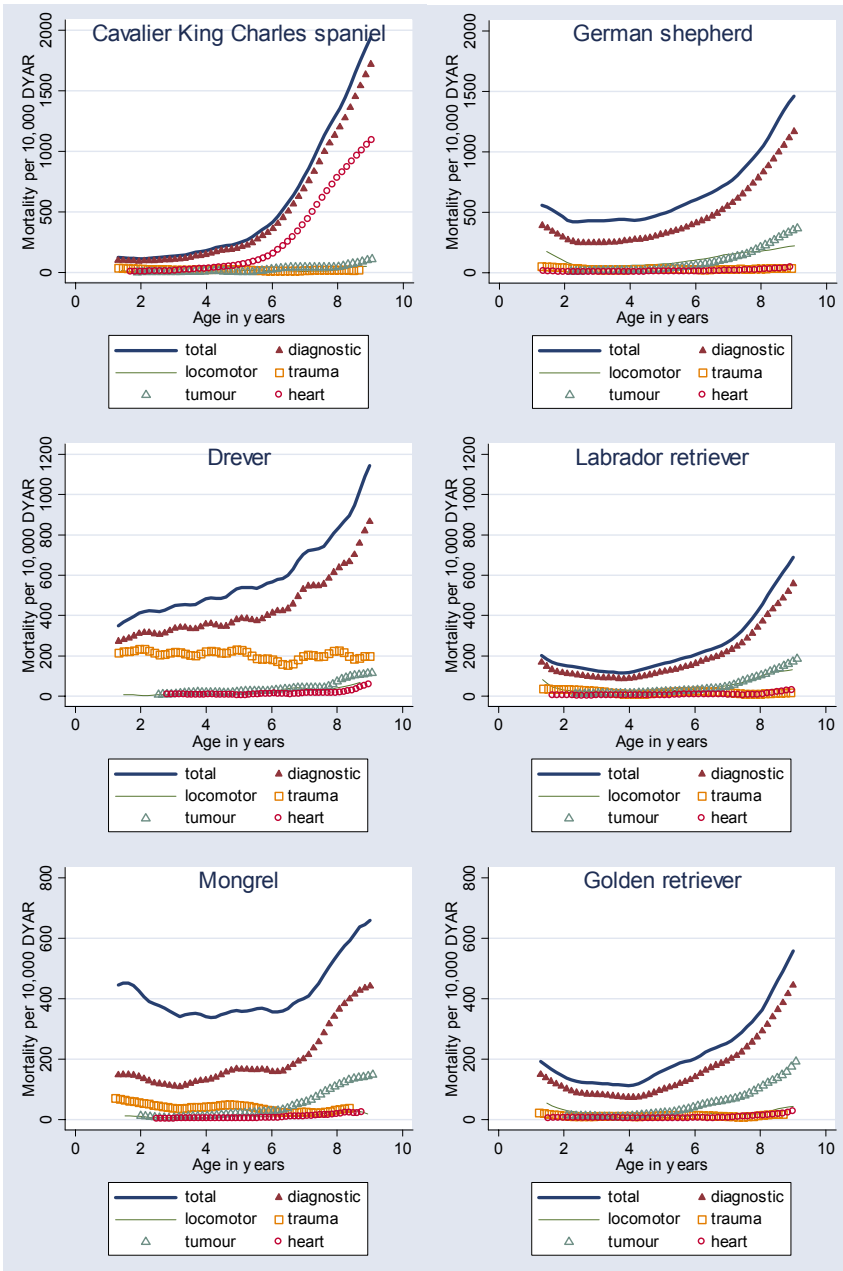 Cavalier King Charles spaniel
Mortality per 10,000 DYAR
2000
1500
1000
500
0
0 2 4 6 8 10
Age in years
total diagnostic
locomotor trauma
tumour heart
German shepherd
Mortality per 10,000 DYAR
2000
1500
1000
500
0
0 2 4 6 8 10
Age in years
total diagnostic
locomotor trauma
tumour heart
Drever
Mortality per 10,000 DYAR
1200
1000
800
600
400
200
0
0 2 4 6 8 10
Age in years
total diagnostic
locomotor trauma
tumour heart
Labrador retriever
Mortality per 10,000 DYAR
1200
1000
800
600
400
200
0
0 2 4 6 8 10
Age in years
total diagnostic
locomotor trauma
tumour heart
Mongrel
Mortality per 10,000 DYAR
800
600
400
200
0
0 2 4 6 8 10
Age in years
total diagnostic
locomotor trauma
tumour heart
Golden retriever
Mortality per 10,000 DYAR
800
600
400
200
0
0 2 4 6 8 10
Age in years
total diagnostic
locomotor trauma
tumour heart